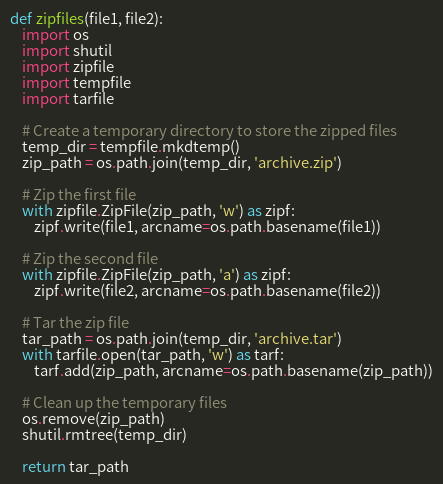 def zipfiles(file1, file2):
    import os
    import shutil
    import zipfile
    import tempfile
    import tarfile

    # Create a temporary directory to store the zipped files
    temp_dir = tempfile.mkdtemp()
    zip_path = os.path.join(temp_dir, 'archive.zip')

    # Zip the first file
    with zipfile.ZipFile(zip_path, 'w') as zipf:
        zipf.write(file1, arcname=os.path.basename(file1))

    # Zip the second file
    with zipfile.ZipFile(zip_path, 'a') as zipf:
        zipf.write(file2, arcname=os.path.basename(file2))

    # Tar the zip file
    tar_path = os.path.join(temp_dir, 'archive.tar')
    with tarfile.open(tar_path, 'w') as tarf:
        tarf.add(zip_path, arcname=os.path.basename(zip_path))

    # Clean up the temporary files
    os.remove(zip_path)
    shutil.rmtree(temp_dir)

    return tar_path